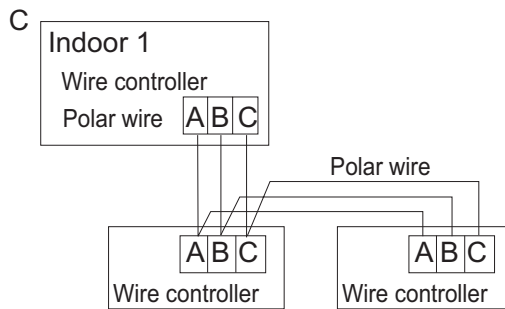 C
Indoor 1
Wire controller
Polar wire A B C
Polar wire
A B C A B C
Wire controller Wire controller